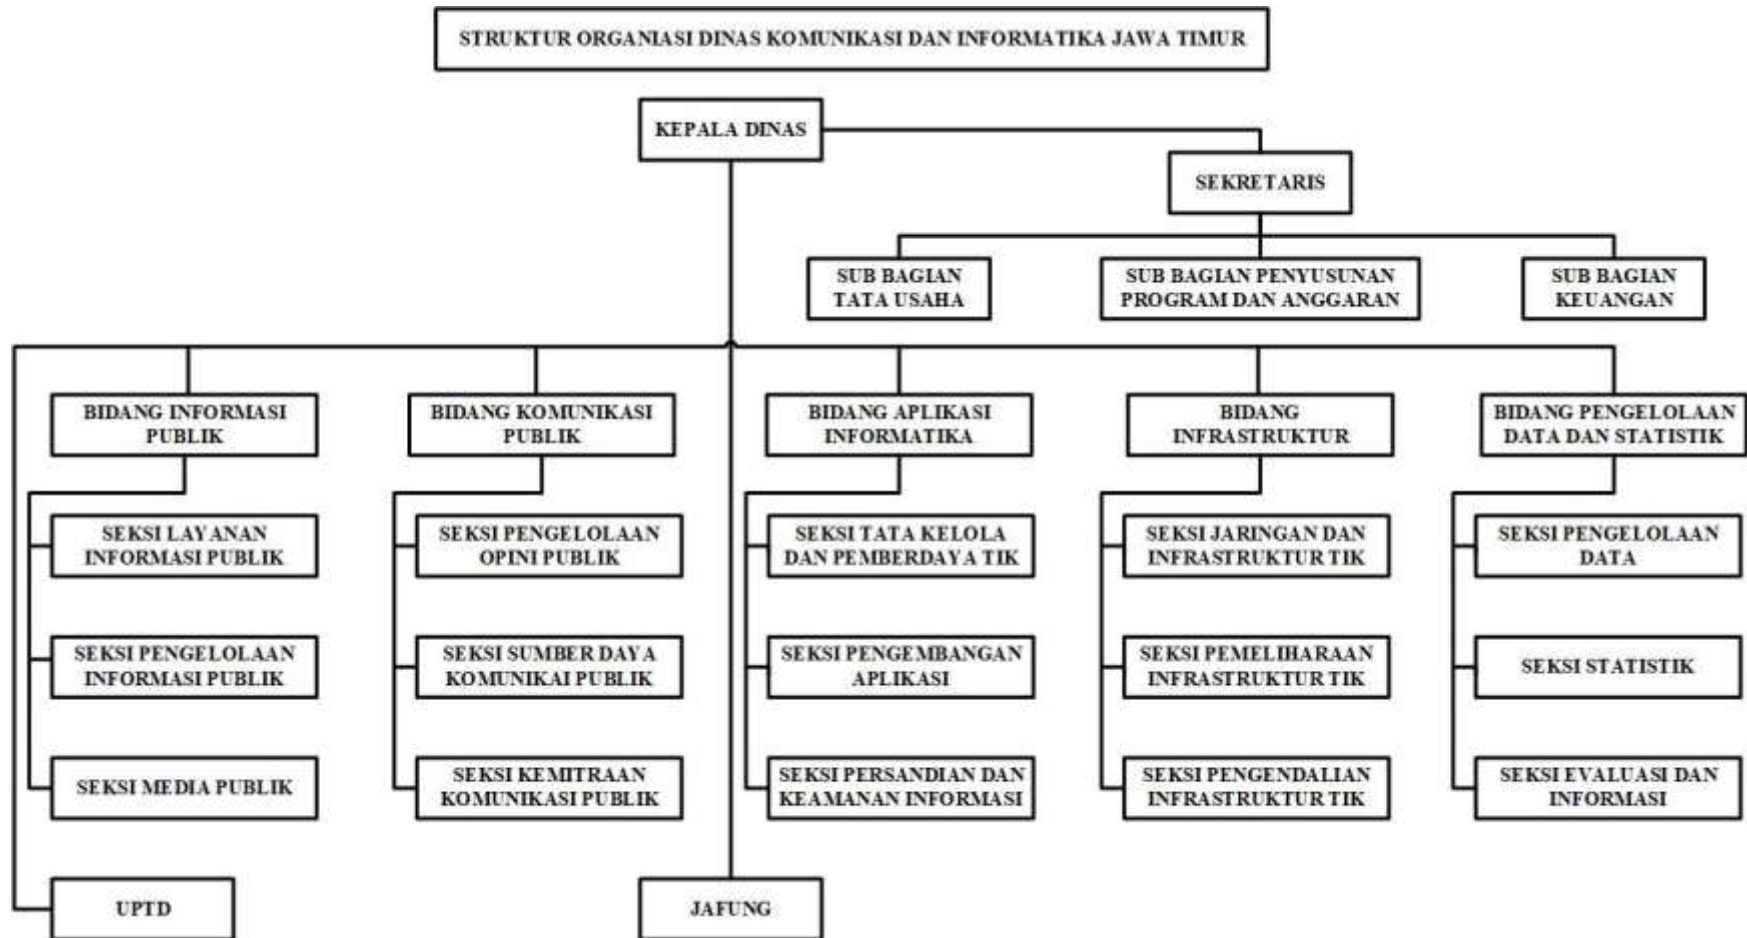 STRUKTUR ORGANIASI DINAS KOMUNIKASI DAN INFORMATIKA JAWA TIMUR
KEPALA DINAS
SEKRETARIS
SUB BAGIAN
TATA USAHA
SUB BAGIAN PENYUSUNAN
PROGRAM DAN ANGGARAN
SUB BAGIAN
KEUANGAN
BIDANG INFORMASI
PUBLIK
BIDANG KOMUNIKASI
PUBLIK
BIDANG APLIKASI
INFORMATIKA
BIDANG
INFRASTRUKTUR
BIDANG PENGELOLAAN
DATA DAN STATISTIK
SEKSI LAYANAN
INFORMASI PUBLIK
SEKSI PENGELOLAAN
OPINI PUBLIK
SEKSI TATA KELOLA
DAN PEMBERDAYA TIK
SEKSI JARINGAN DAN
INFRASTRUKTUR TIK
SEKSI PENGELOLAAN
DATA
SEKSI PENGELOLAAN
INFORMASI PUBLIK
SEKSI SUMBER DAYA
KOMUNIKAI PUBLIK
SEKSI PENGEMBANGAN
APLIKASI
SEKSI PEMELIHARAAN
INFRASTRUKTUR TIK
SEKSI STATISTIK
SEKSI MEDIA PUBLIK
SEKSI KEMITRAAN
KOMUNIKASI PUBLIK
SEKSI PERSANDIAN DAN
KEAMANAN INFORMASI
SEKSI PENGENDALIAN
INFRASTRUKTUR TIK
SEKSI EVALUASI DAN
INFORMASI
UPTD
JAFUNG